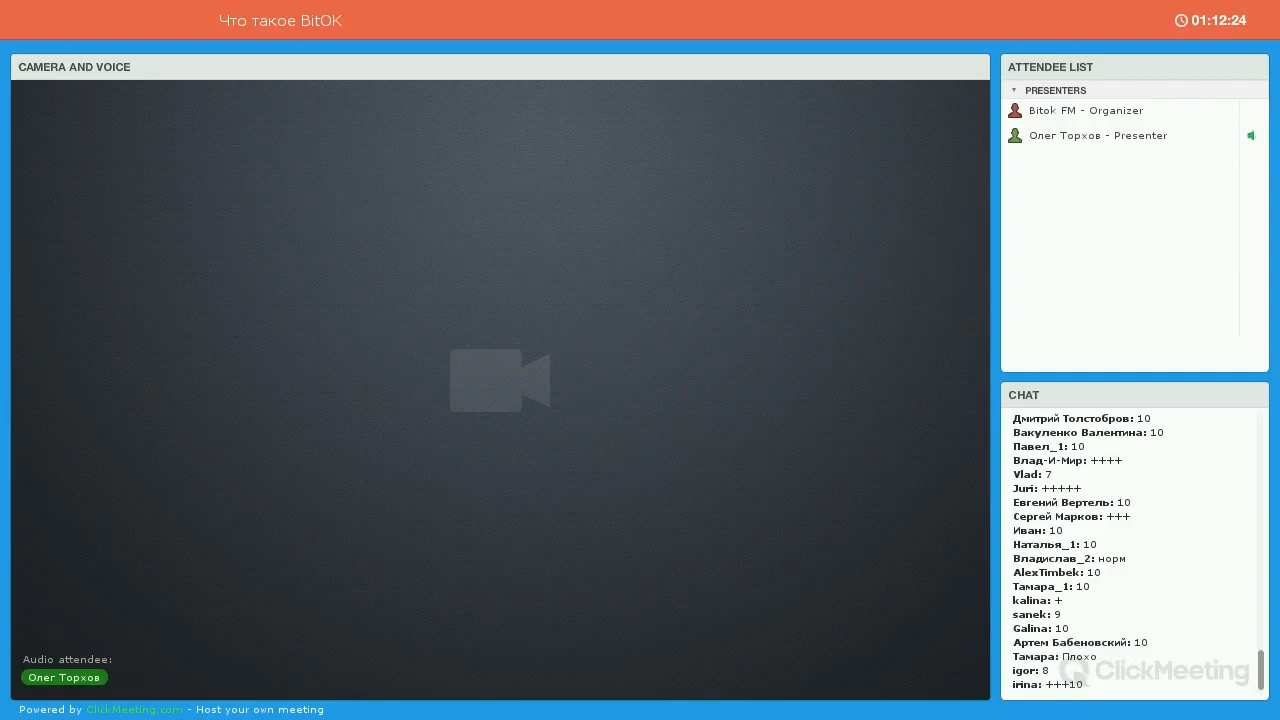 Что такое BitOK
01:12:24
CAMERA AND VOICE
ATTENDEE LIST
PRESENTERS
Bitok FM - Organizer
Олег Торхов - Presenter
CHAT
Дмитрий Толстобров: 10
Вакуленко Валентина: 10
Павел_1: 10
Влад-И-Мир: ++++
Vlad: 7
Juri: +++++
Евгений Вертель: 10
Сергей Марков: +++
Иван: 10
Наталья_1: 10
Владислав_2: норм
AlexTimbek: 10
Тамара_1: 10
kalina: +
sanek: 9
Galina: 10
Артем Бабеновский: 10
Тамара: Плохо
igor: 8
irina: +++10
ClickMeeting
Audio attendee:
Олег Торхов
Powered by ClickMeeting.com - Host your own meeting